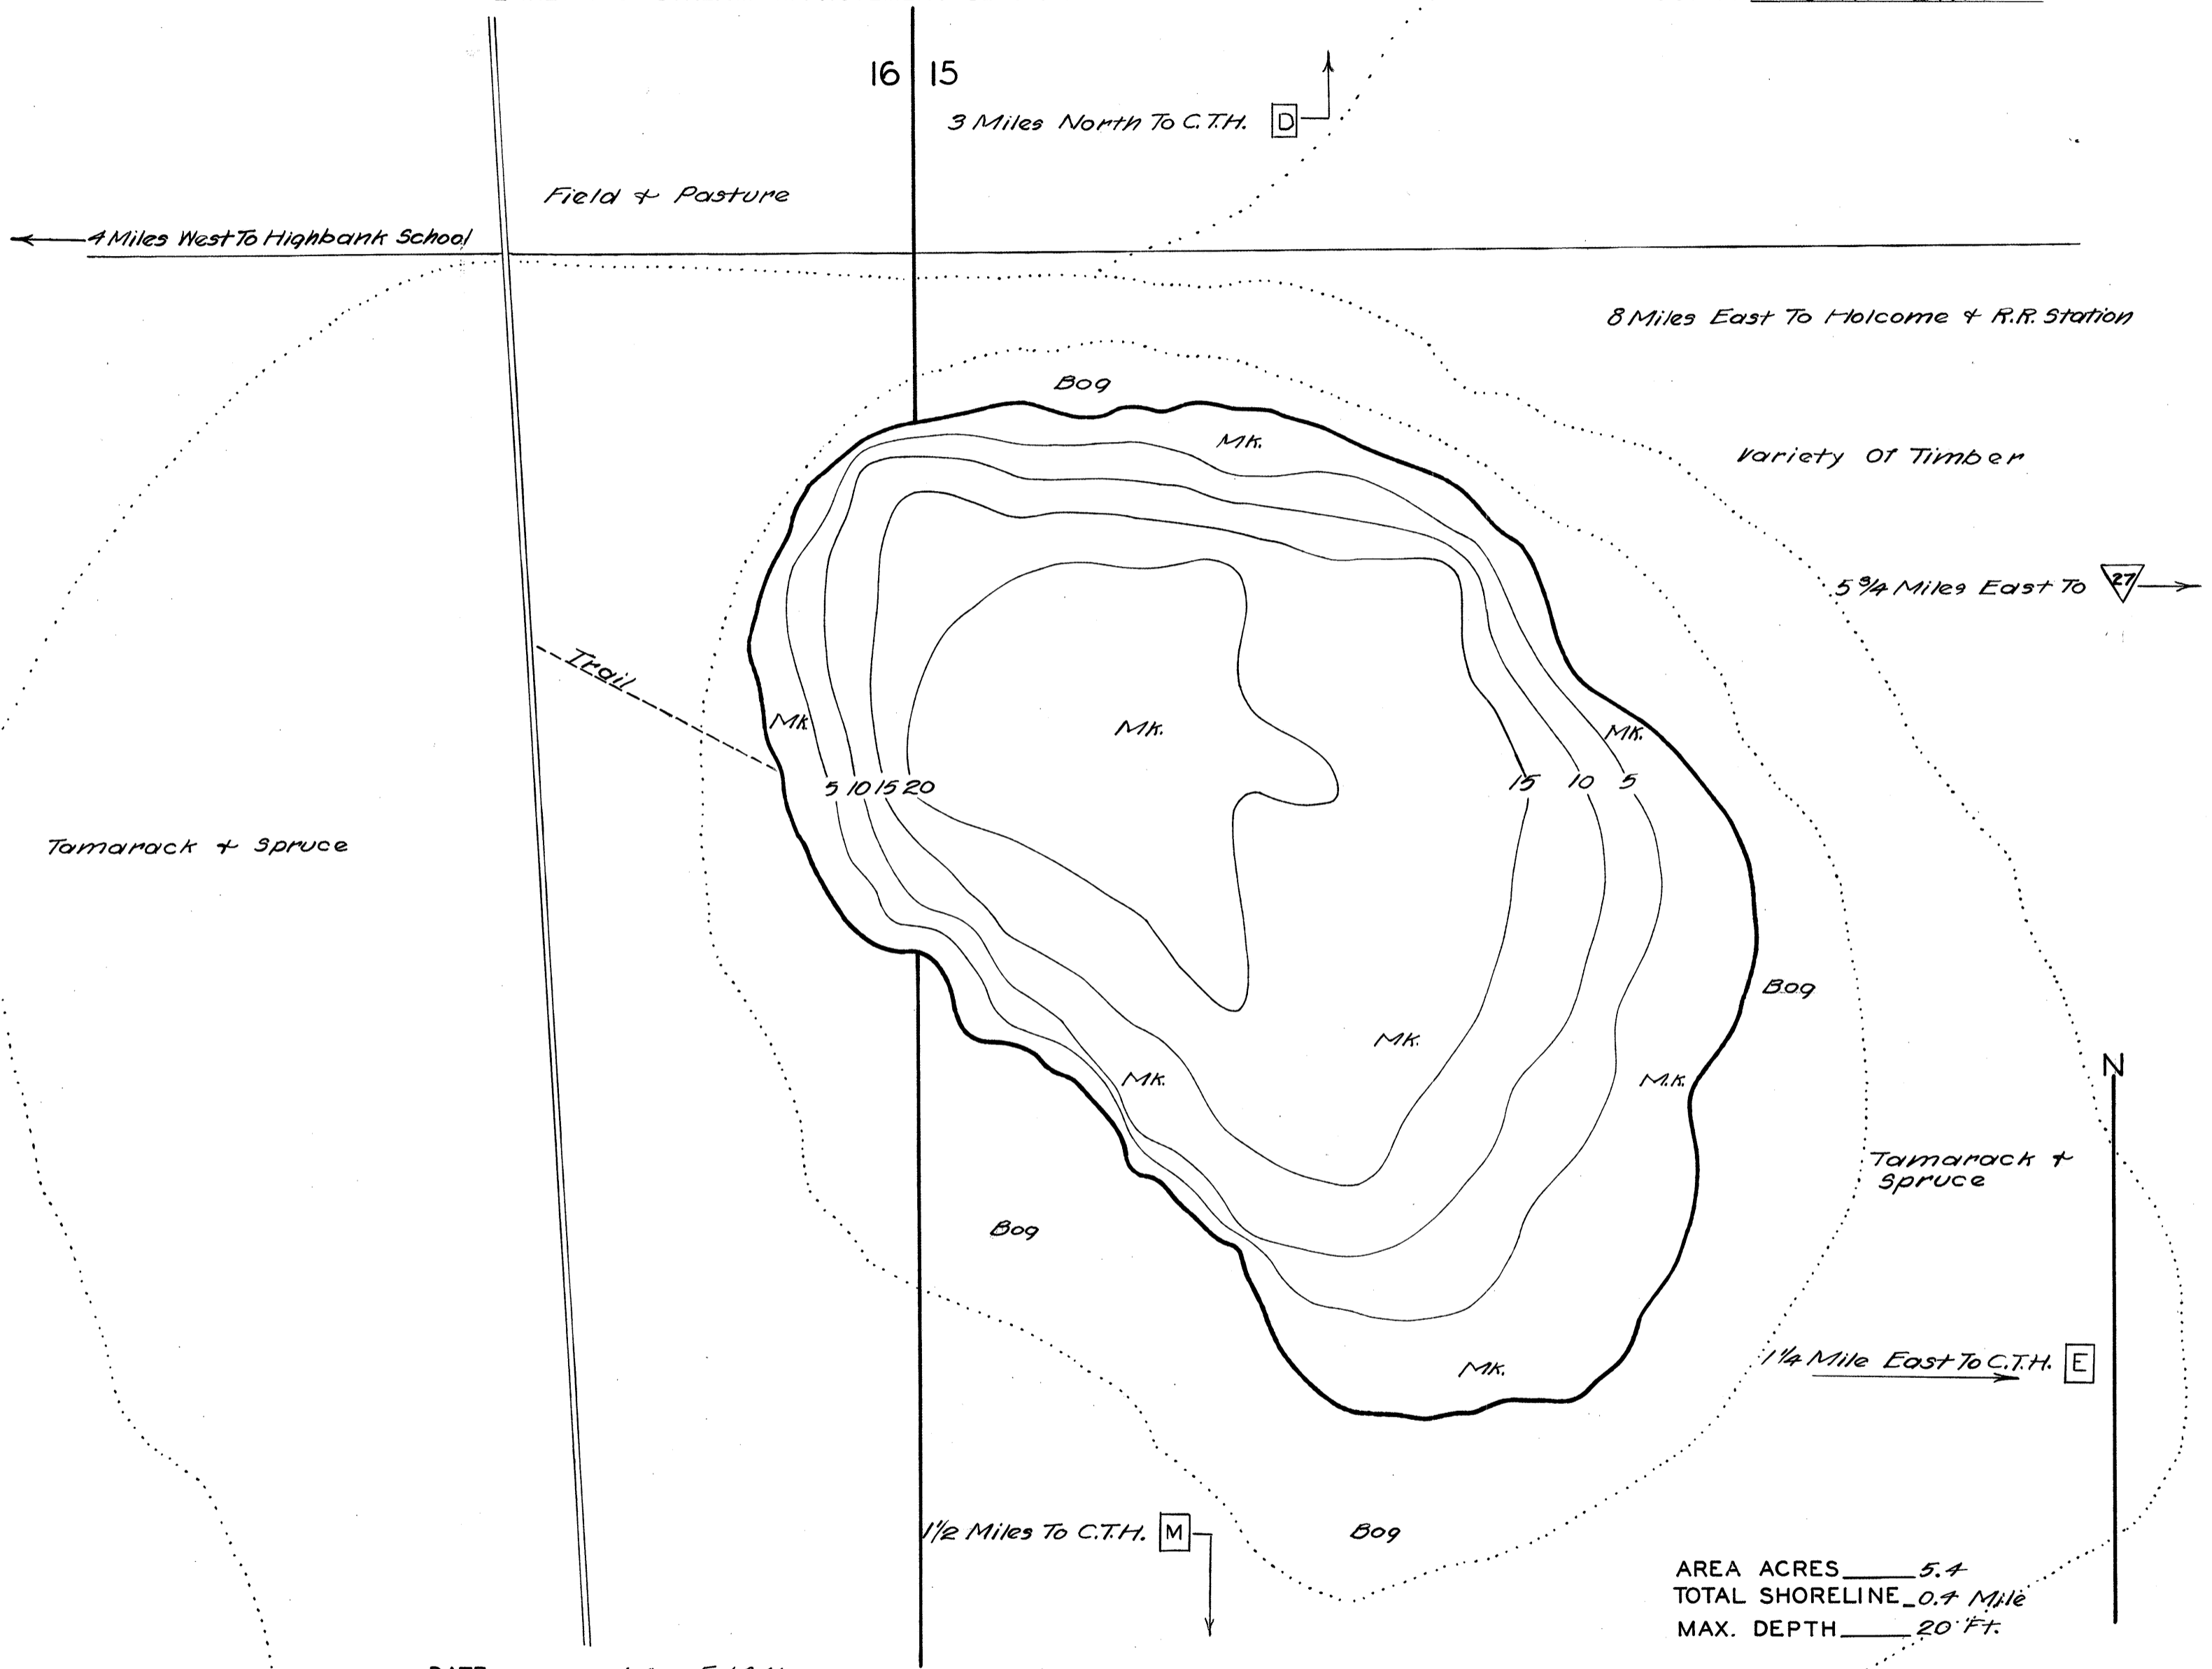 16 15
3 Miles North To C.T.H. D
Field & Pasture
4 Miles West To Highbank School
8 Miles East To Holcome & R.R. Station
Bog
Mk.
Variety Of Timber
5 3/4 Miles East To 27
Trail
Mk.
Mk.
Mk.
5 10 15 20
15 10 5
Tamarack & Spruce
Bog
Mk.
Mk.
M.K.
N
Tamarack &
Spruce
Bog
1 1/4 Mile East To C.T.H. E
Mk.
1 1/2 Miles To C.T.H. M
Bog
AREA ACRES 5.4
TOTAL SHORELINE 0.4 Mile
MAX. DEPTH 20 Ft.